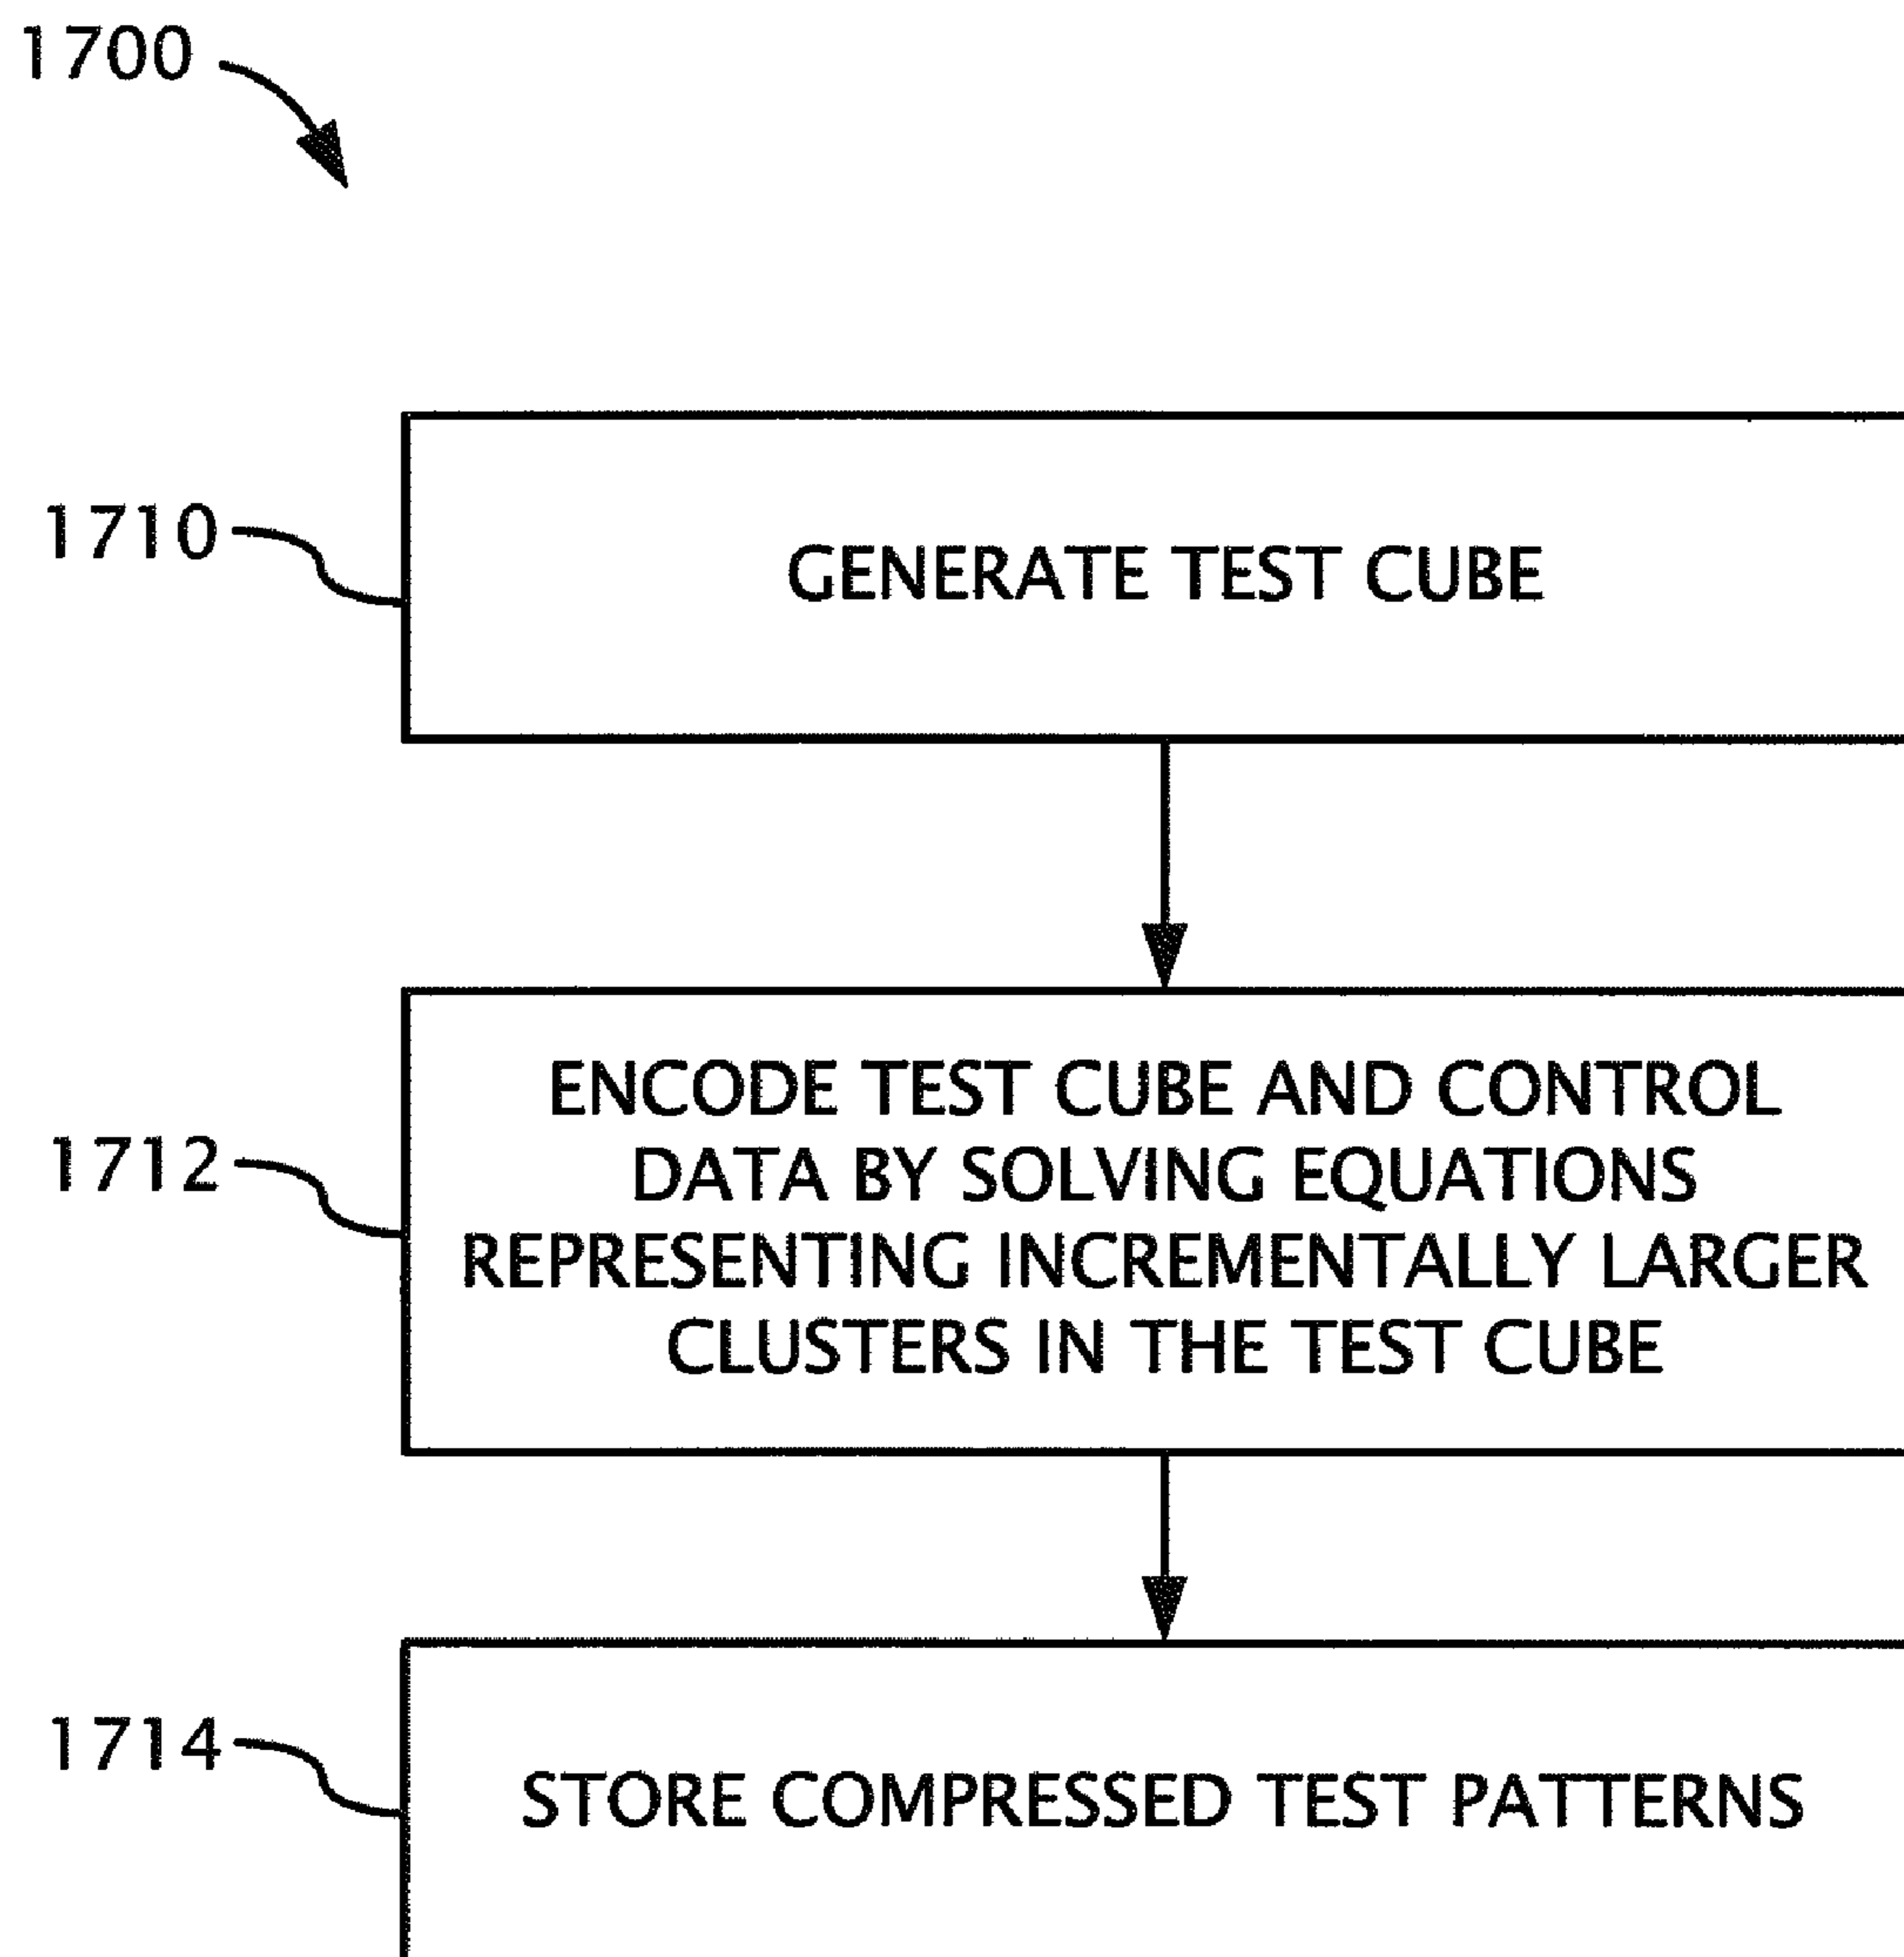 1700
1710
GENERATE TEST CUBE
1712
ENCODE TEST CUBE AND CONTROL
DATA BY SOLVING EQUATIONS
REPRESENTING INCREMENTALLY LARGER
CLUSTERS IN THE TEST CUBE
1714
STORE COMPRESSED TEST PATTERNS